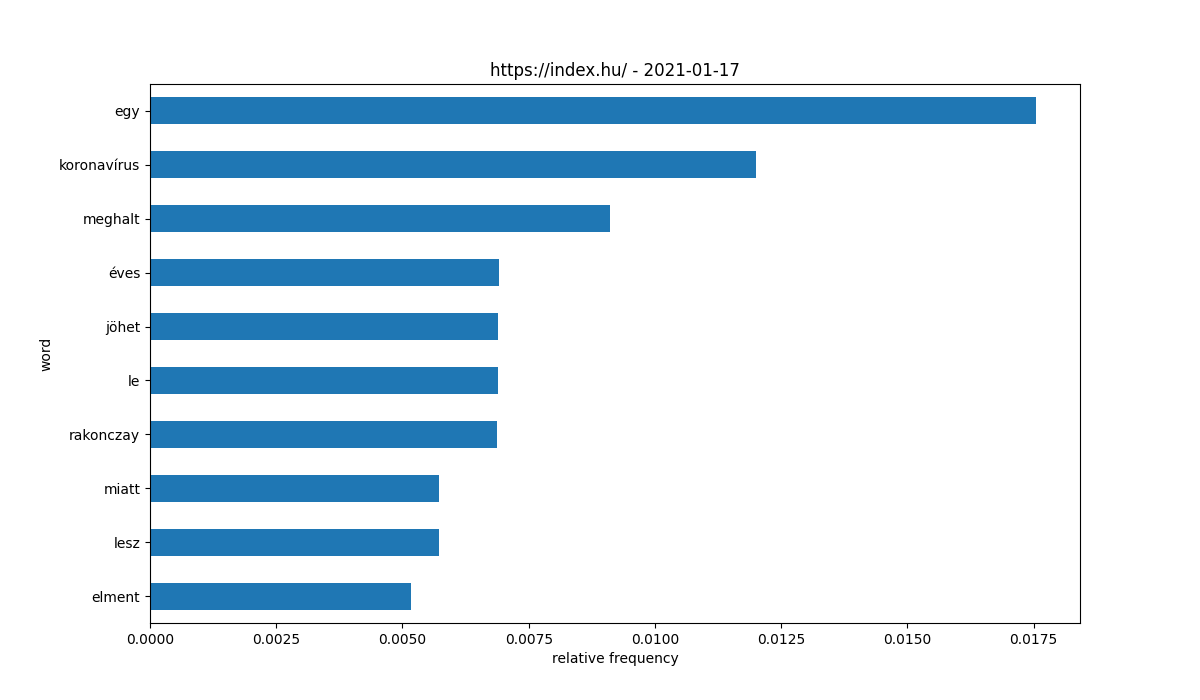 https://index.hu/ - 2021-01-17
egy
koronavírus
meghalt
éves
jöhet
le
rakonczay
miatt
lesz
elment
word
0.0000 0.0025 0.0050 0.0075 0.0100 0.0125 0.0150 0.0175
relative frequency